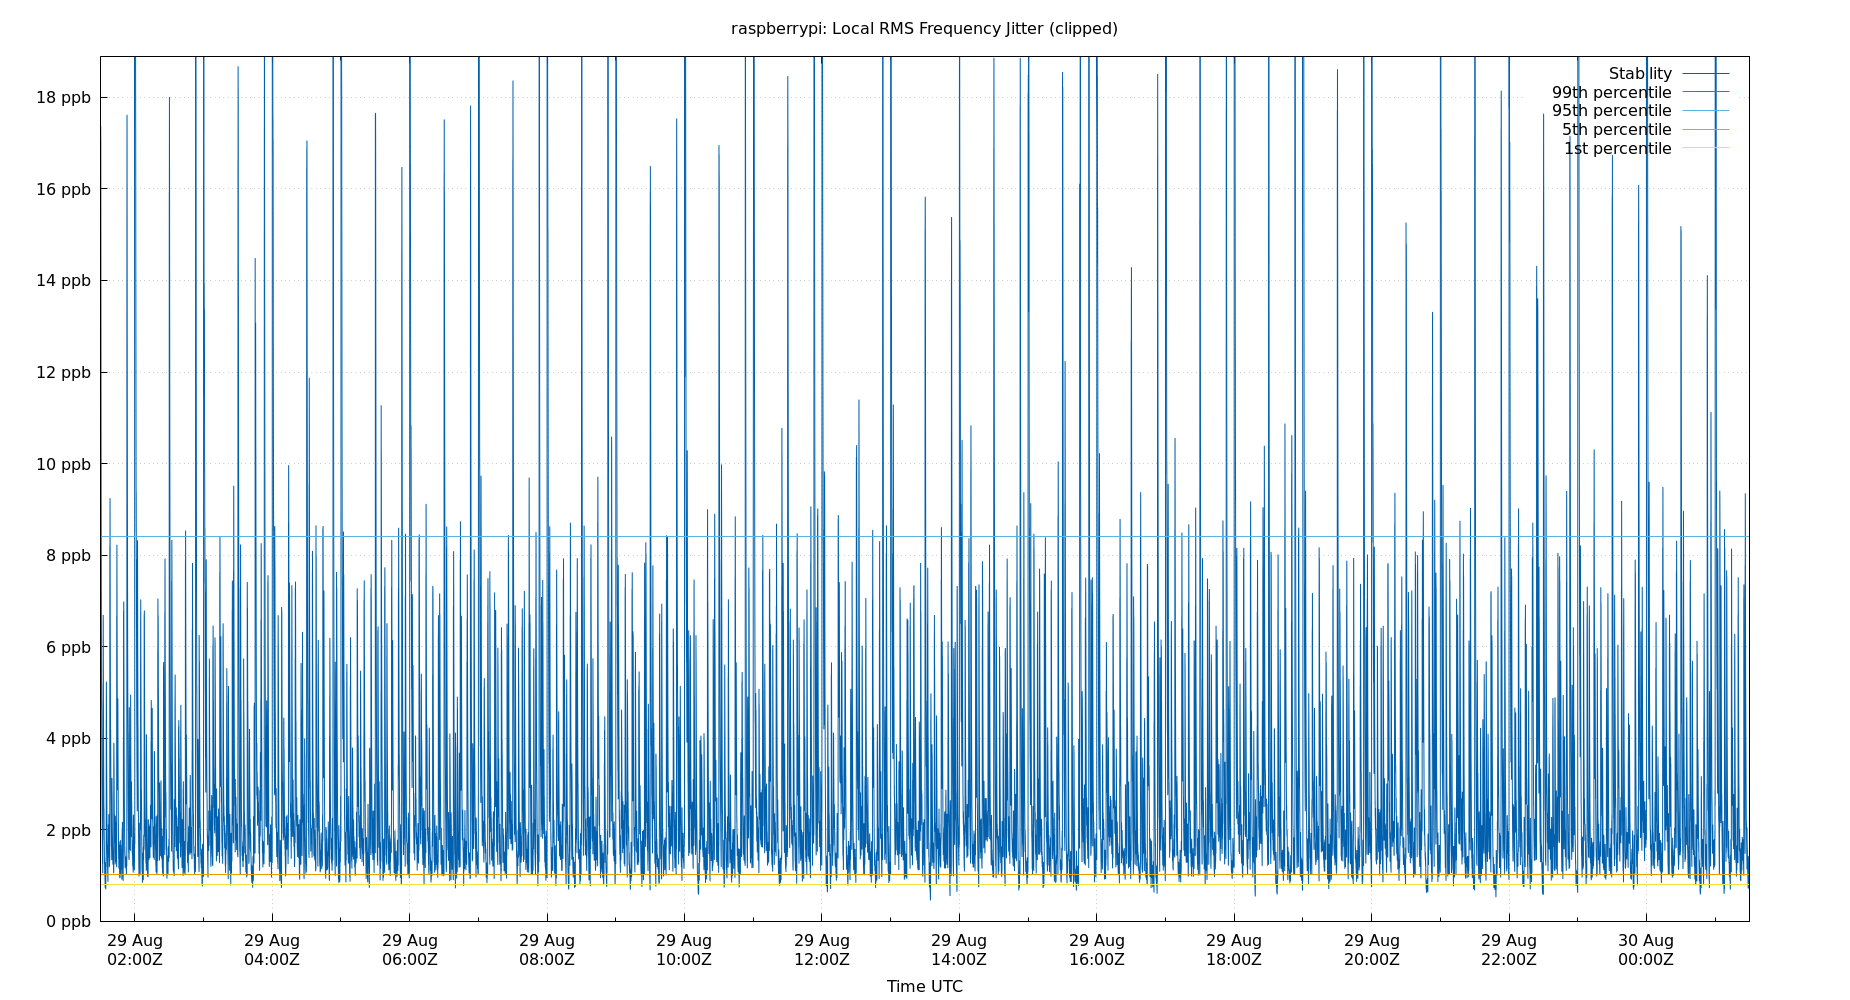 raspberrypi: Local RMS Frequency Jitter (clipped)
Stability
99th percentile
95th percentile
5th percentile
1st percentile
18 ppb
16 ppb
14 ppb
12 ppb
10 ppb
8 ppb
6 ppb
4 ppb
2 ppb
0 ppb
29 Aug 29 Aug 29 Aug 29 Aug 29 Aug 29 Aug 29 Aug 29 Aug 29 Aug 29 Aug 29 Aug 30 Aug
02:00Z 04:00Z 06:00Z 08:00Z 10:00Z 12:00Z 14:00Z 16:00Z 18:00Z 20:00Z 22:00Z 00:00Z
Time UTC